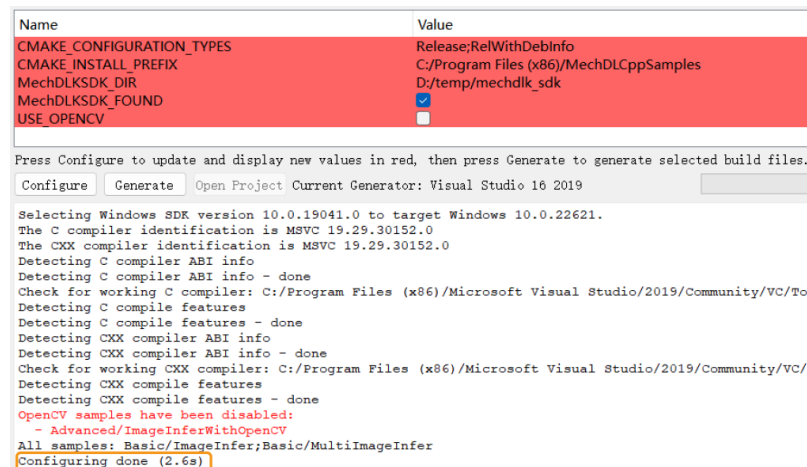 Name Value
CMAKE_CONFIGURATION_TYPES Release;RelWithDebInfo
CMAKE_INSTALL_PREFIX C:/Program Files (x86)/MechDLCppSamples
MechDLKSDK_DIR D:/temp/mechdlk_sdk
MechDLKSDK_FOUND
USE_OPENCV
Press Configure to update and display new values in red, then press Generate to generate selected build files.
Configure Generate Open Project Current Generator: Visual Studio 16 2019
Selecting Windows SDK version 10.0.19041.0 to target Windows 10.0.22621.
The C compiler identification is MSVC 19.29.30152.0
The CXX compiler identification is MSVC 19.29.30152.0
Detecting C compiler ABI info
Detecting C compiler ABI info - done
Check for working C compiler: C:/Program Files (x86)/Microsoft Visual Studio/2019/Community/VC/To
Detecting C compile features
Detecting C compile features - done
Detecting CXX compiler ABI info
Detecting CXX compiler ABI info - done
Check for working CXX compiler: C:/Program Files (x86)/Microsoft Visual Studio/2019/Community/VC/
Detecting CXX compile features
Detecting CXX compile features - done
OpenCV samples have been disabled:
- Advanced/ImageInferWithOpenCV
All samples: Basic/ImageInfer;Basic/MultiImageInfer
Configuring done (2.6s)